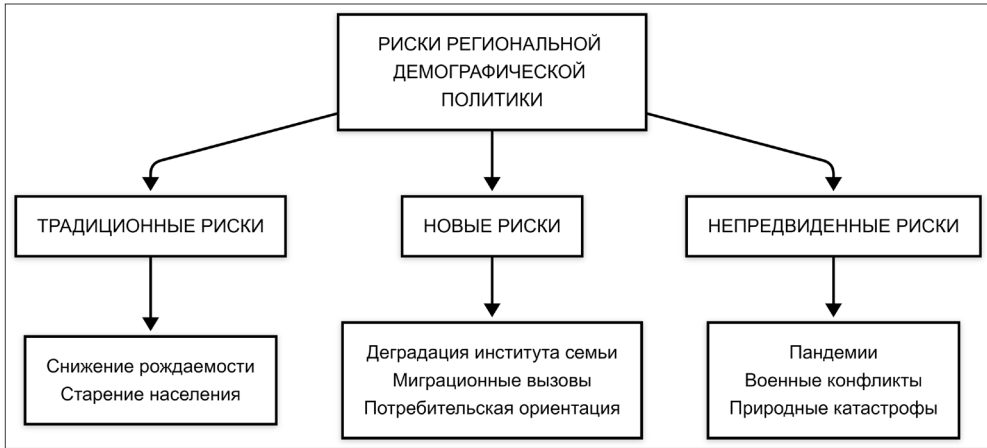 РИСКИ РЕГИОНАЛЬНОЙ
ДЕМОГРАФИЧЕСКОЙ
ПОЛИТИКИ
ТРАДИЦИОННЫЕ РИСКИ
НОВЫЕ РИСКИ
НЕПРЕДВИДЕННЫЕ РИСКИ
Снижение рождаемости
Старение населения
Деградация института семьи
Миграционные вызовы
Потребительская ориентация
Пандемии
Военные конфликты
Природные катастрофы